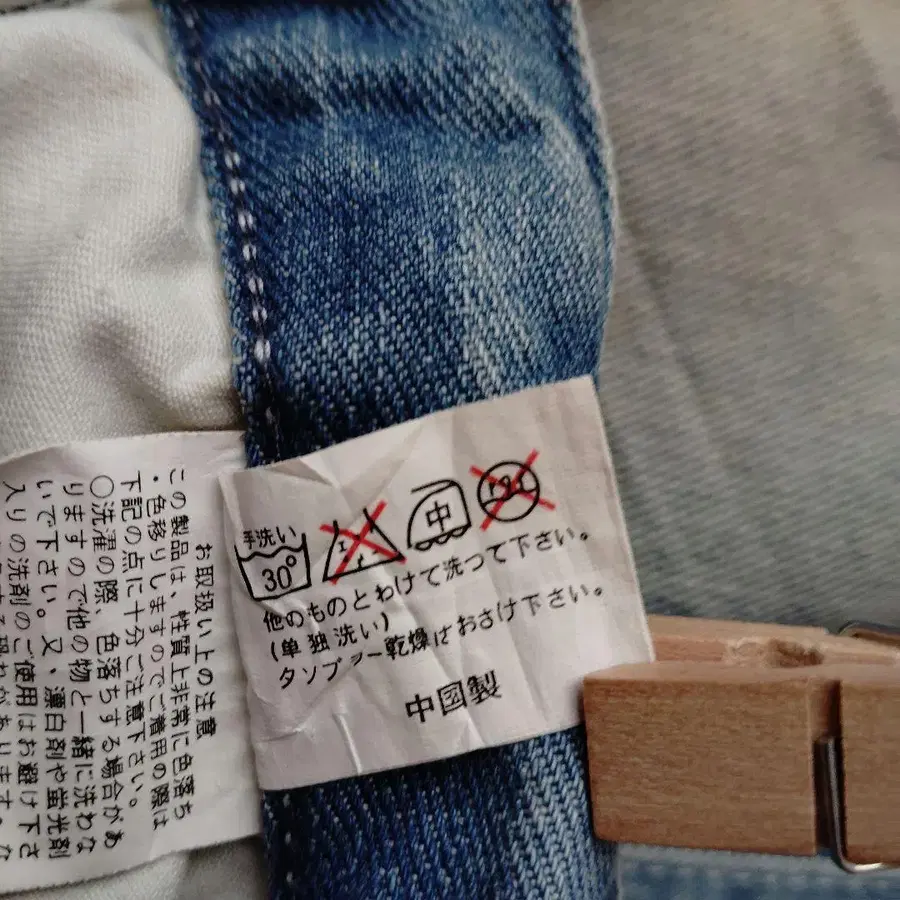 お取扱い上の注意
この製品は、性質上非常に色落ち
・色移りしますのでご着用の際は
下記の点に十分ご注意下さい。
○洗濯の際、色落ちする場合があ
りますので他の物と一緒に洗わな
いで下さい。又、漂白剤や蛍光剤
入りの洗剤のご使用はお避け下さ
手洗い
30°
中
他のものとわけて洗って下さい。
(単独洗い)
タンブラー乾燥はおさけ下さい。
中国製